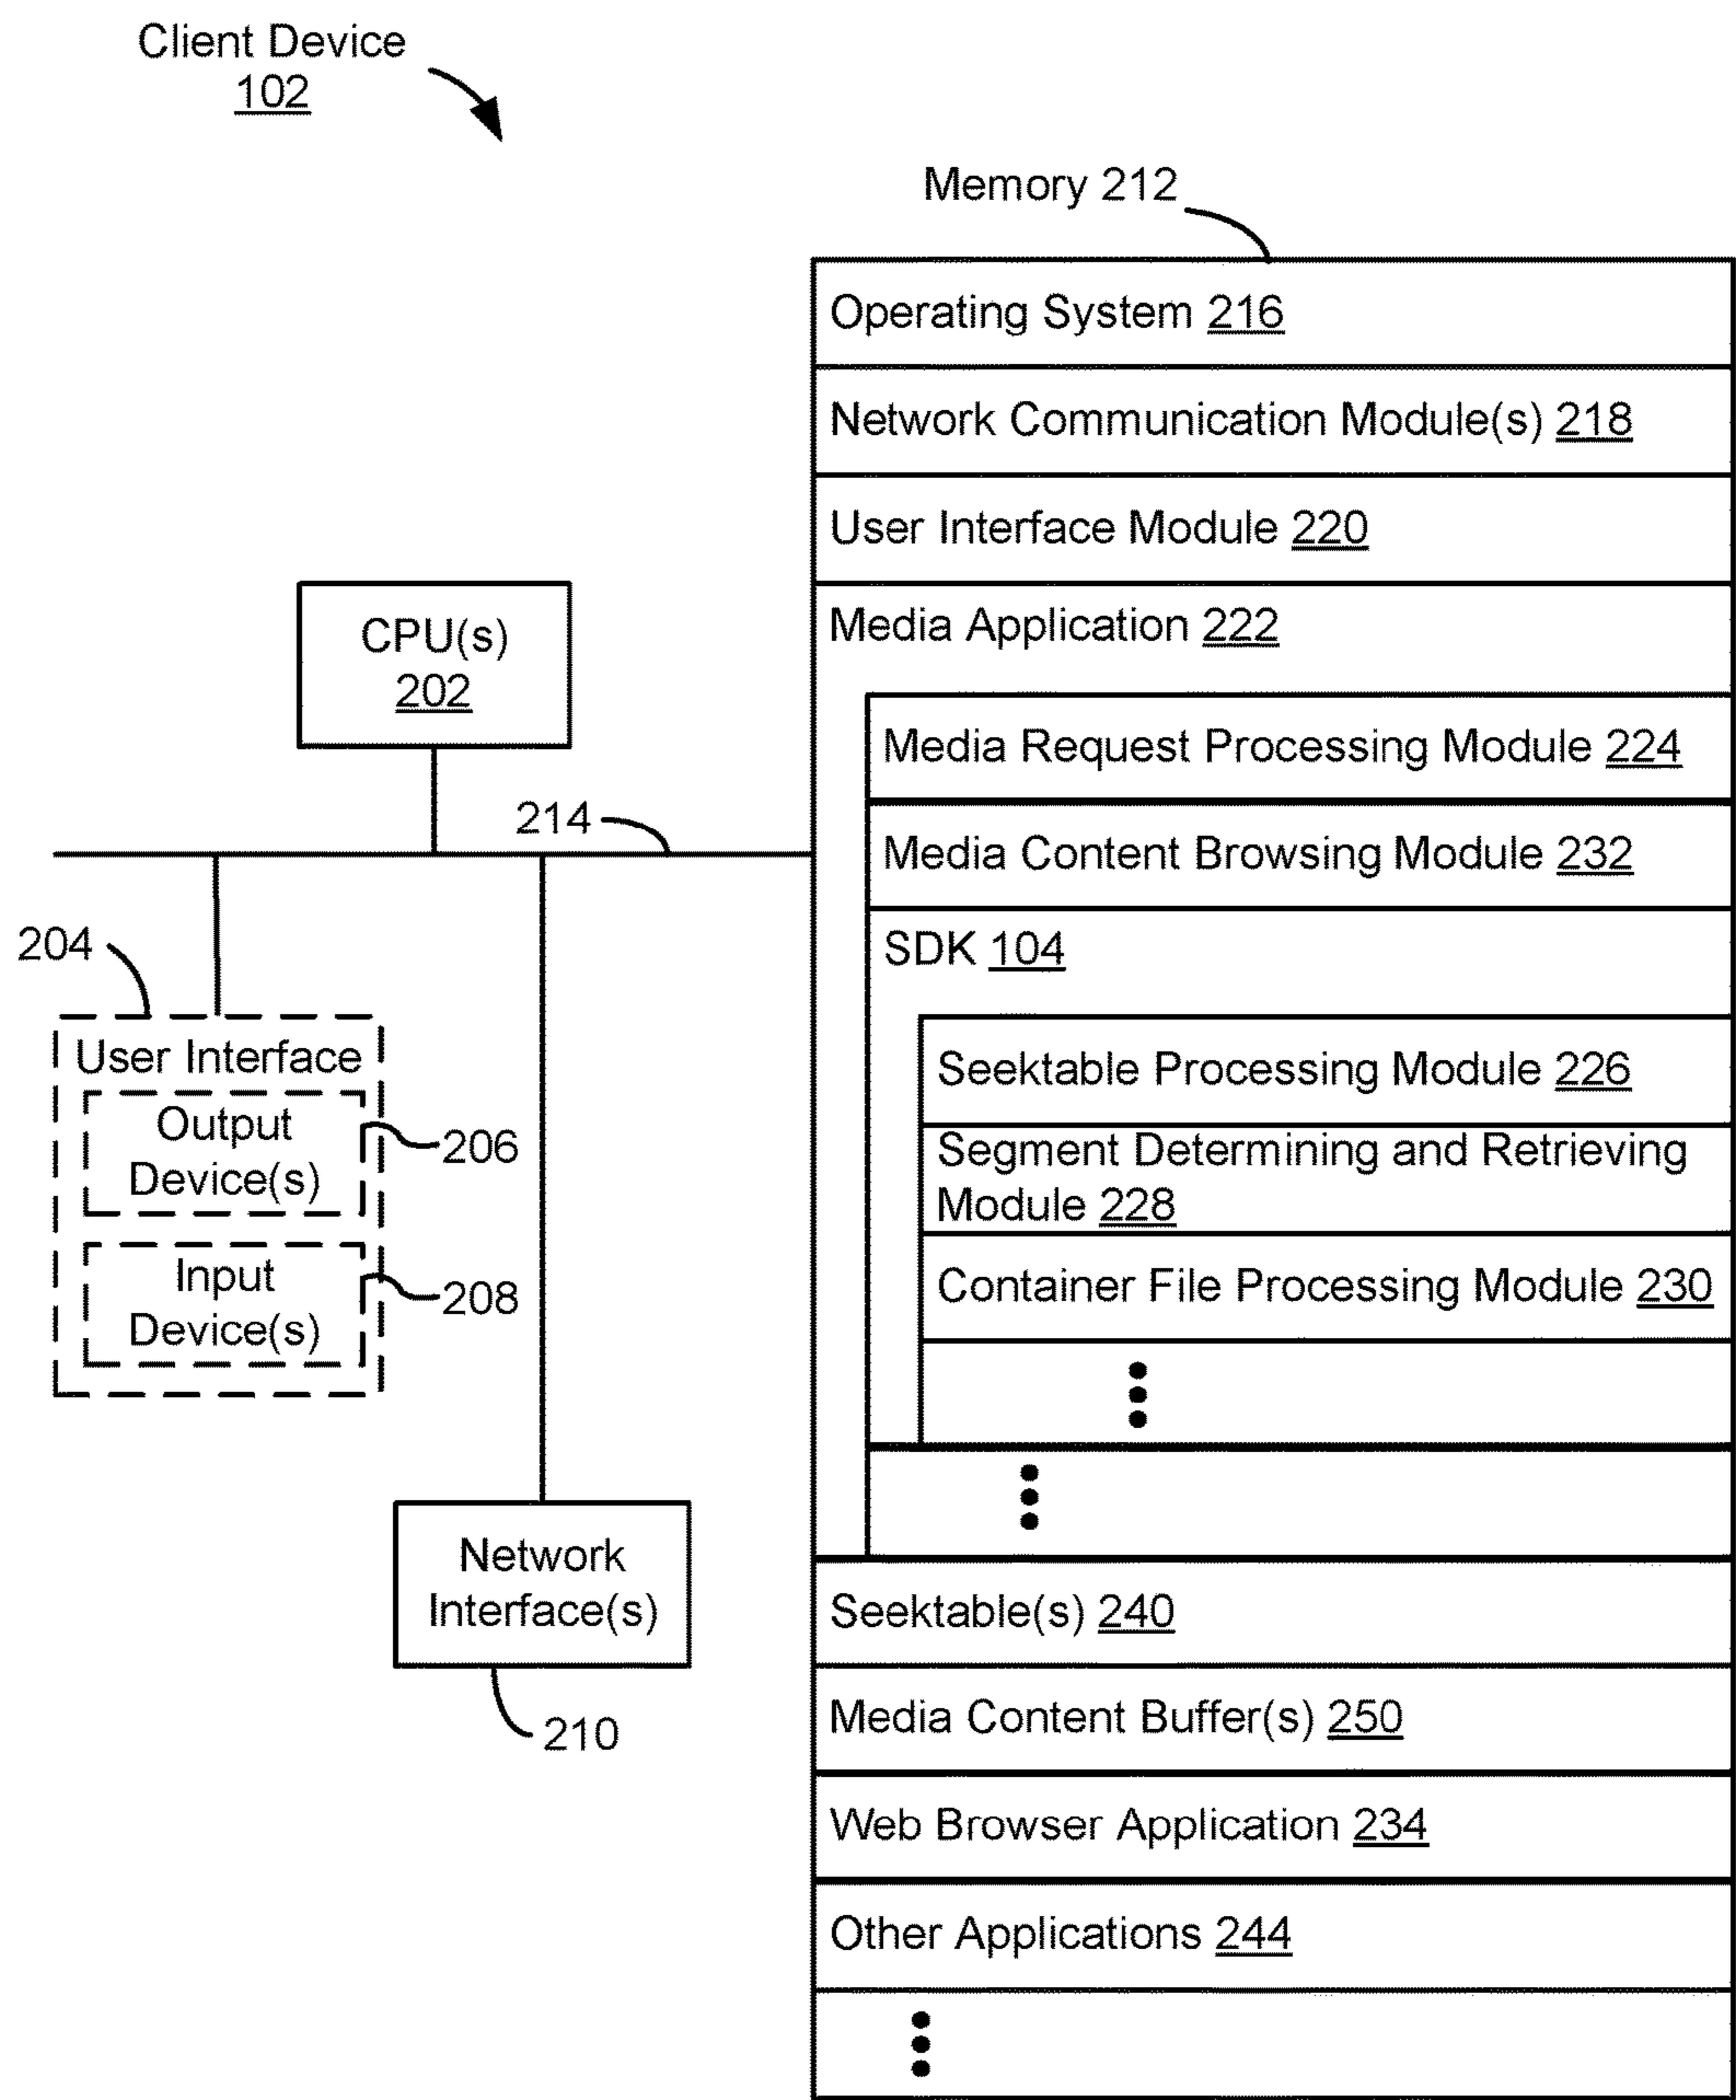 Client Device
102
Memory 212
Operating System 216
Network Communication Module(s) 218
User Interface Module 220
Media Application 222
Media Request Processing Module 224
Media Content Browsing Module 232
SDK 104
Seektable Processing Module 226
Segment Determining and Retrieving
Module 228
Container File Processing Module 230
Seektable(s) 240
Media Content Buffer(s) 250
Web Browser Application 234
Other Applications 244
CPU(s)
202
214
204
User Interface
Output
Device(s)
206
Input
Device(s)
208
Network
Interface(s)
210